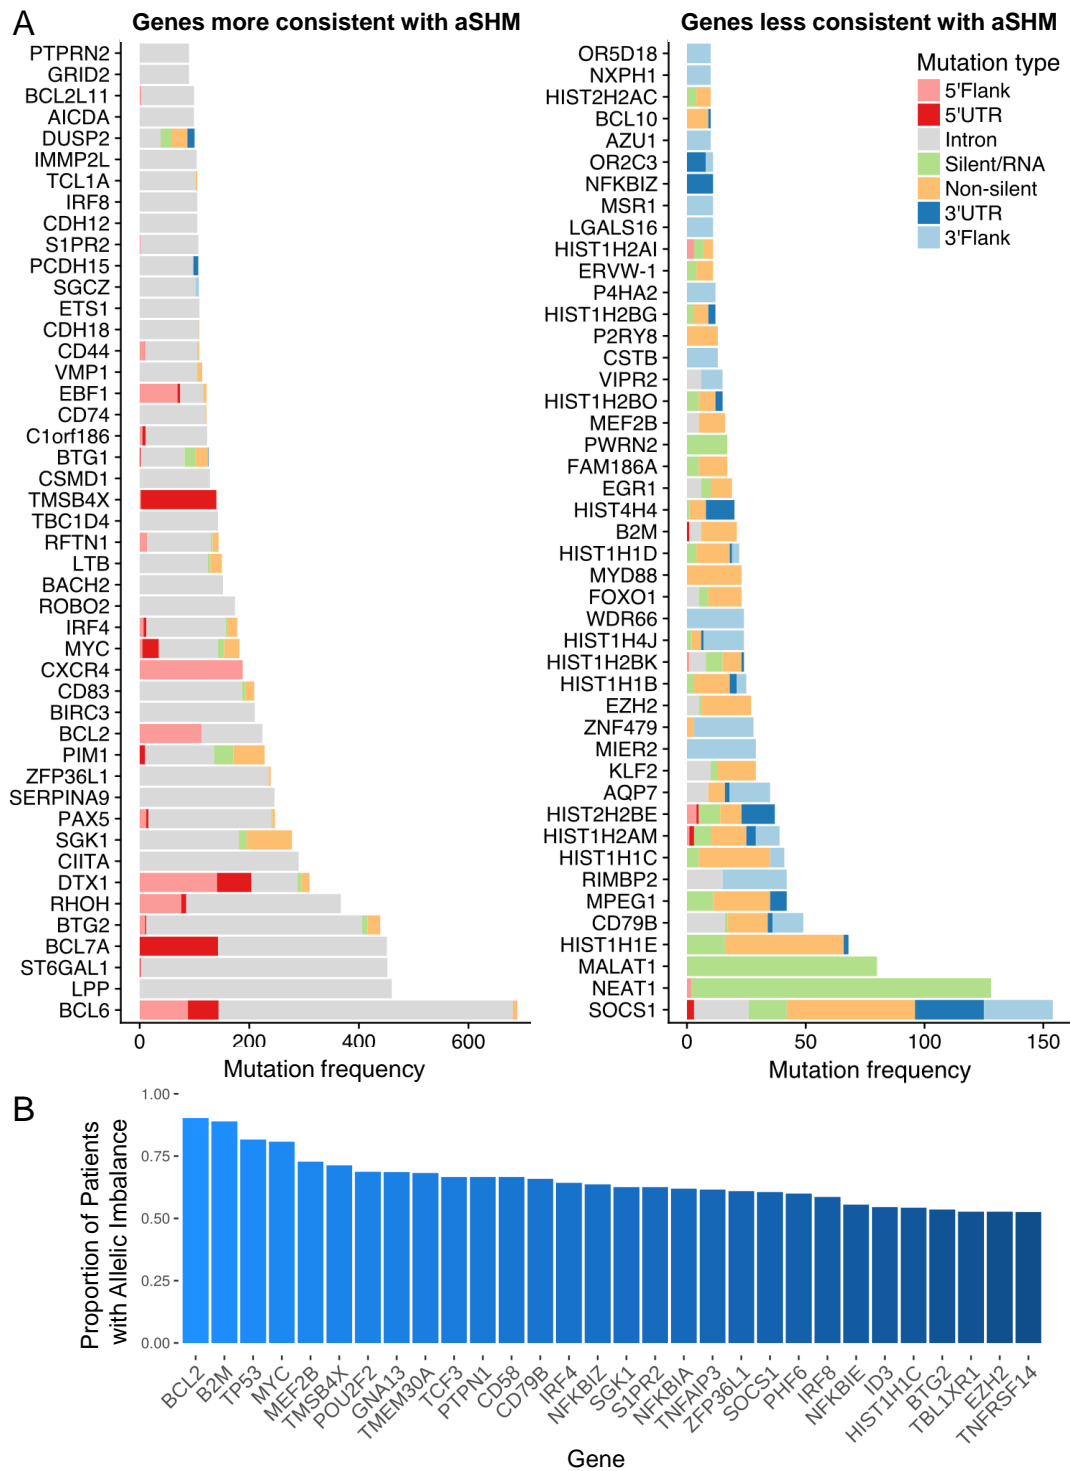 A
Genes more consistent with aSHM
PTPRN2
GRID2
BCL2L11
AICDA
DUSP2
IMMP2L
TCL1A
IRF8
CDH12
S1PR2
PCDH15
SGCZ
ETS1
CDH18
CD44
VMP1
EBF1
CD74
C1orf186
BTG1
CSMD1
TMSB4X
TBC1D4
RFTN1
LTB
BACH2
ROBO2
IRF4
MYC
CXCR4
CD83
BIRC3
BCL2
PIM1
ZFP36L1
SERPINA9
PAX5
SGK1
CIITA
DTX1
RHOH
BTG2
BCL7A
ST6GAL1
LPP
BCL6
0 200 400 600
Mutation frequency
Genes less consistent with aSHM
OR5D18
NXPH1
HIST2H2AC
BCL10
AZU1
OR2C3
NFKBIZ
MSR1
LGALS16
HIST1H2AI
ERVW-1
P4HA2
HIST1H2BG
P2RY8
CSTB
VIPR2
HIST1H2BO
MEF2B
PWRN2
FAM186A
EGR1
HIST4H4
B2M
HIST1H1D
MYD88
FOXO1
WDR66
HIST1H4J
HIST1H2BK
HIST1H1B
EZH2
ZNF479
MIER2
KLF2
AQP7
HIST2H2BE
HIST1H2AM
HIST1H1C
RIMBP2
MPEG1
CD79B
HIST1H1E
MALAT1
NEAT1
SOCS1
0 50 100 150
Mutation frequency
Mutation type
5'Flank
5'UTR
Intron
Silent/RNA
Non-silent
3'UTR
3'Flank
B
Proportion of Patients
with Allelic Imbalance
1.00
0.75
0.50
0.25
0.00
BCL2
B2M
TP53
MYC
MEF2B
TMSB4X
POU2F2
GNA13
TMEM30A
TCF3
PTPN1
CD58
CD79B
IRF4
NFKBIZ
SGK1
S1PR2
NFKBIA
TNFAIP3
ZFP36L1
SOCS1
PHF6
IRF8
NFKBIE
ID3
HIST1H1C
BTG2
TBL1XR1
EZH2
TNFRSF14
Gene